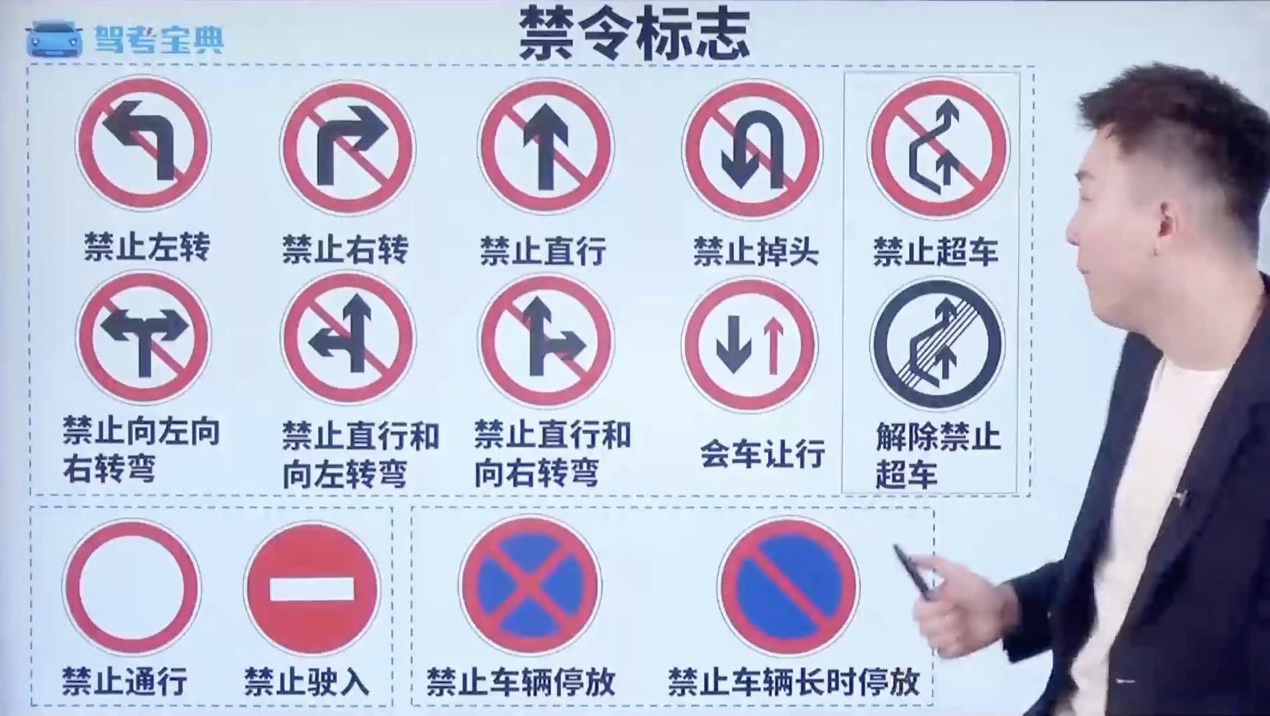 驾考宝典
禁令标志
禁止左转
禁止右转
禁止直行
禁止掉头
禁止超车
禁止向左向
右转弯
禁止直行和
向左转弯
禁止直行和
向右转弯
会车让行
解除禁止
超车
禁止通行
禁止驶入
禁止车辆停放
禁止车辆长时停放